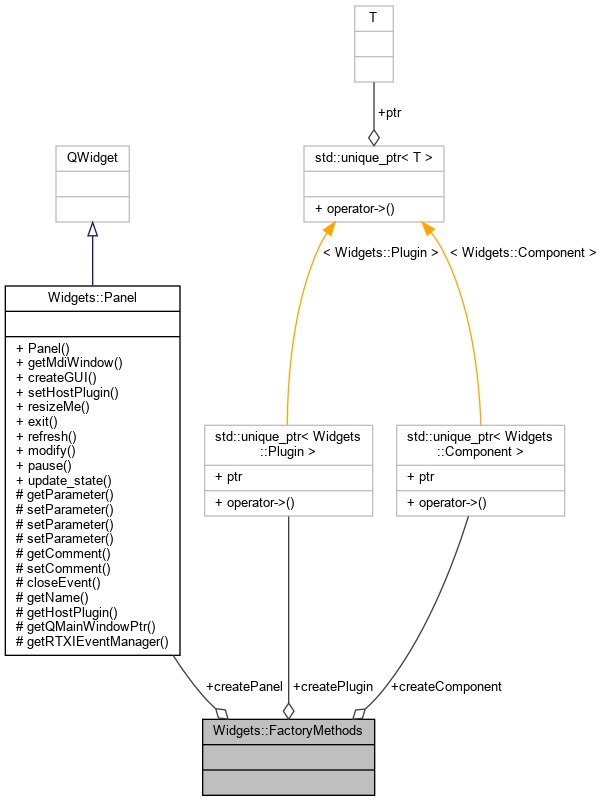 T
+ptr
QWidget
std::unique_ptr< T >
+ operator->()
< Widgets::Plugin >
< Widgets::Component >
Widgets::Panel
+ Panel()
+ getMdiWindow()
+ createGUI()
+ setHostPlugin()
+ resizeMe()
+ exit()
+ refresh()
+ modify()
+ pause()
+ update_state()
# getParameter()
# setParameter()
# setParameter()
# setParameter()
# getComment()
# setComment()
# closeEvent()
# getName()
# getHostPlugin()
# getQMainWindowPtr()
# getRTXIEventManager()
std::unique_ptr< Widgets
::Plugin >
+ ptr
+ operator->()
std::unique_ptr< Widgets
::Component >
+ ptr
+ operator->()
+createPanel
+createPlugin
+createComponent
Widgets::FactoryMethods